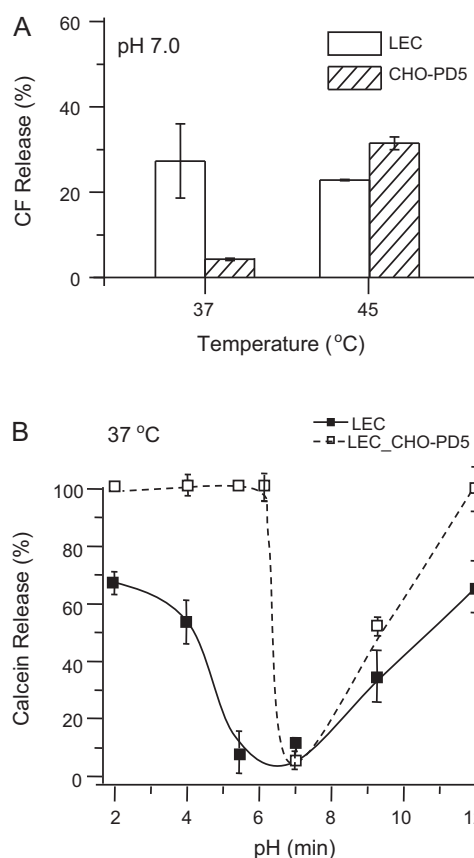 A
pH 7.0
LEC
CHO-PD5
CF Release (%)
60
40
20
0
37
45
Temperature (°C)
B
37 °C
LEC
LEC_CHO-PD5
Calcein Release (%)
100
80
60
40
20
0
2
4
6
8
10
12
pH (min)